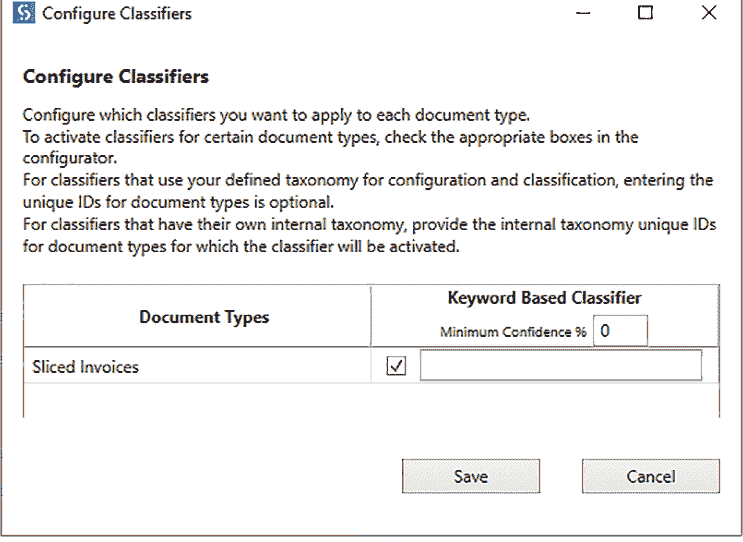 Configure Classifiers
Configure Classifiers
Configure which classifiers you want to apply to each document type.
To activate classifiers for certain document types, check the appropriate boxes in the
configurator.
For classifiers that use your defined taxonomy for configuration and classification, entering the
unique IDs for document types is optional.
For classifiers that have their own internal taxonomy, provide the internal taxonomy unique IDs
for document types for which the classifier will be activated.
Document Types
Keyword Based Classifier
Minimum Confidence % 0
Sliced Invoices
Save Cancel